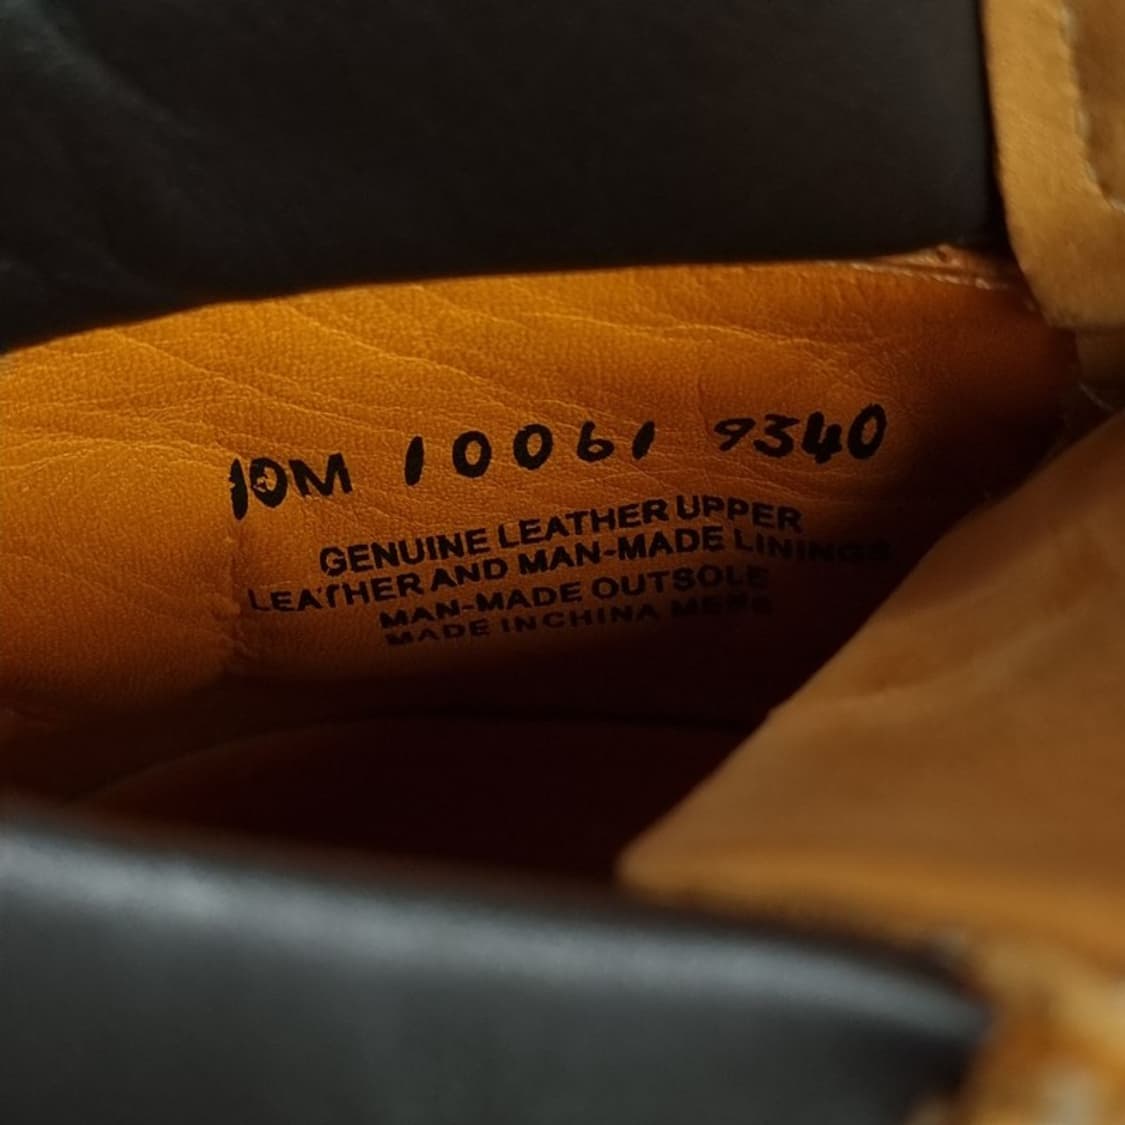 10M 10061 9340
GENUINE LEATHER UPPER
LEATHER AND MAN-MADE LININGS
MAN-MADE OUTSOLE
MADE IN CHINA